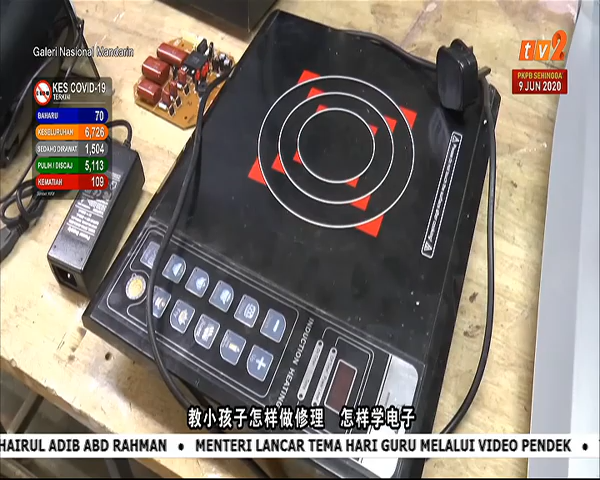 Galeri Nasional Mandarin
tv2
PKPB SEHINGGA
9 JUN 2020
KES COVID-19
TERKINI
BAHARU 70
KESELURUHAN 6,726
SEDANG DIRAWAT 1,504
PULIH / DISCAJ 5,113
KEMATIAN 109
INDUCTION HEATING
教小孩子怎样做修理 怎样学电子
HAIRUL ADIB ABD RAHMAN • MENTERI LANCAR TEMA HARI GURU MELALUI VIDEO PENDEK •